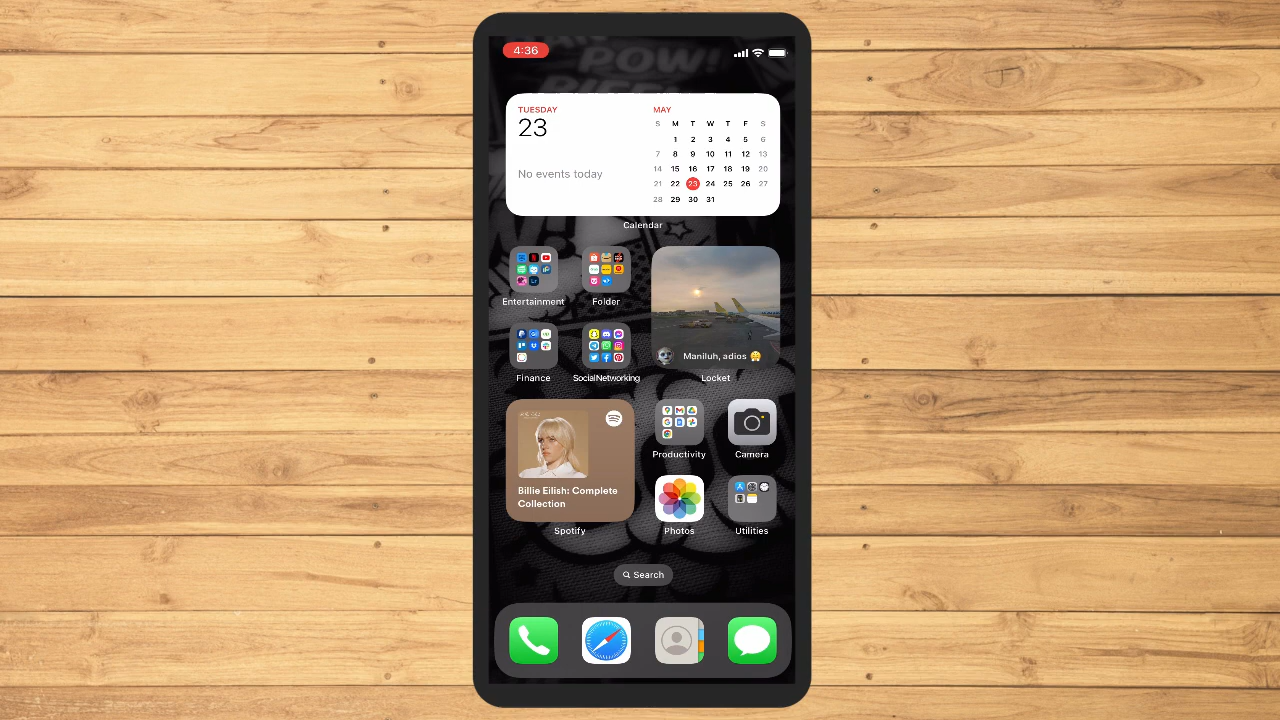 POW!
4:36
TUESDAY
23
No events today
MAY
S M T W T F S
1 2 3 4 5 6
7 8 9 10 11 12 13
14 15 16 17 18 19 20
21 22 23 24 25 26 27
28 29 30 31
Calendar
Entertainment
Folder
Finance
SocialNetworking
Maniluh, adios 😤
Locket
Billie Eilish: Complete
Collection
Spotify
Productivity
Camera
Photos
Utilities
Search